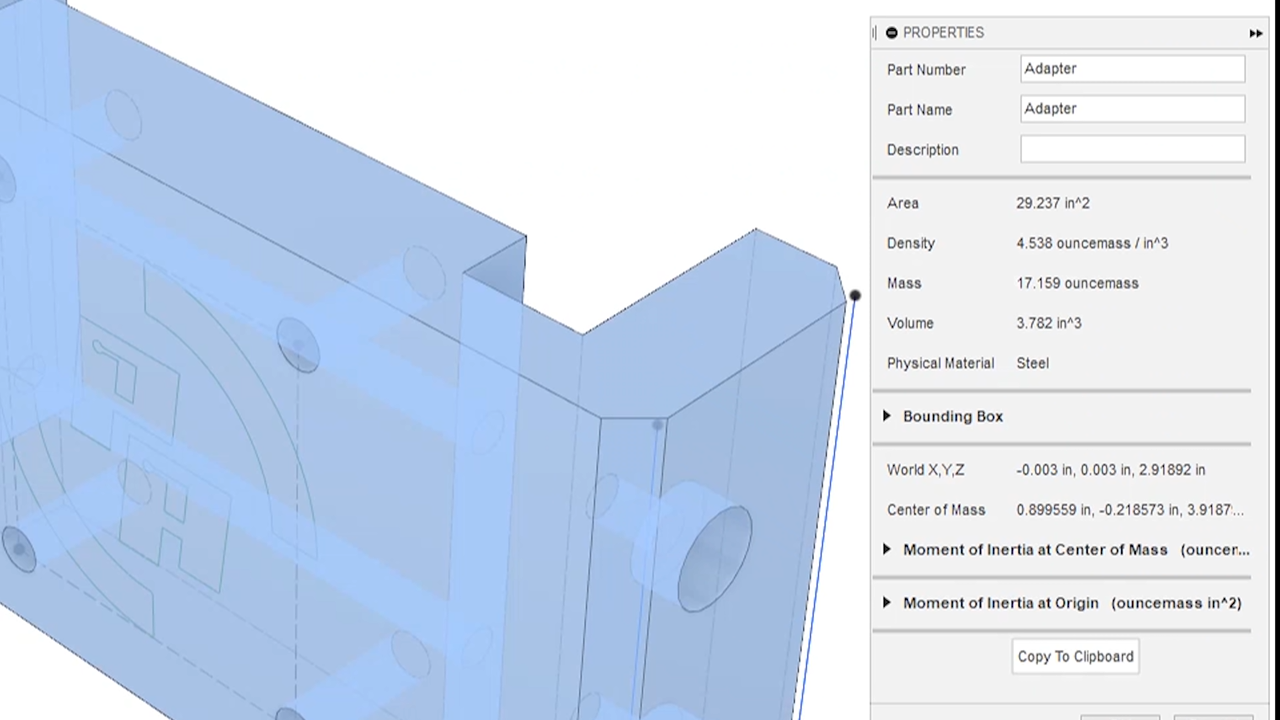 PROPERTIES
Part Number Adapter
Part Name Adapter
Description
Area 29.237 in^2
Density 4.538 ouncemass / in^3
Mass 17.159 ouncemass
Volume 3.782 in^3
Physical Material Steel
Bounding Box
World X,Y,Z -0.003 in, 0.003 in, 2.91892 in
Center of Mass 0.899559 in, -0.218573 in, 3.9187...
Moment of Inertia at Center of Mass (ouncer...
Moment of Inertia at Origin (ouncemass in^2)
Copy To Clipboard